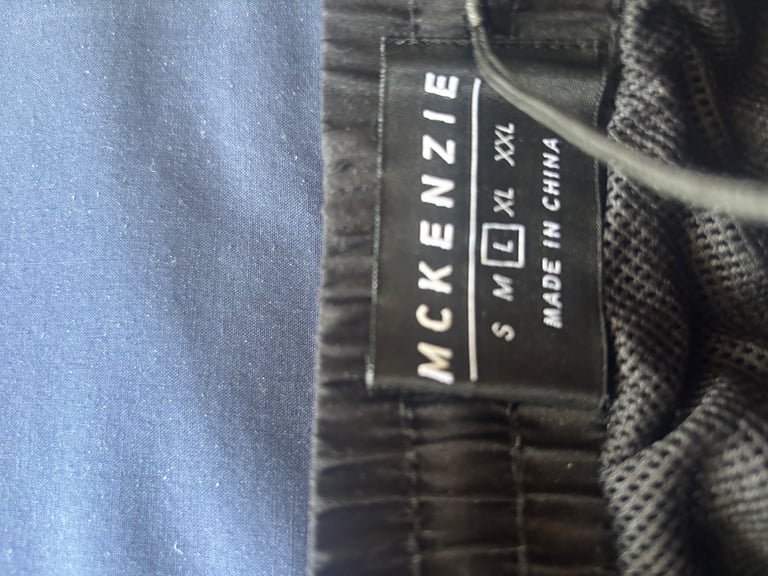 MCKENZIE
S M L XL XXL
MADE IN CHINA